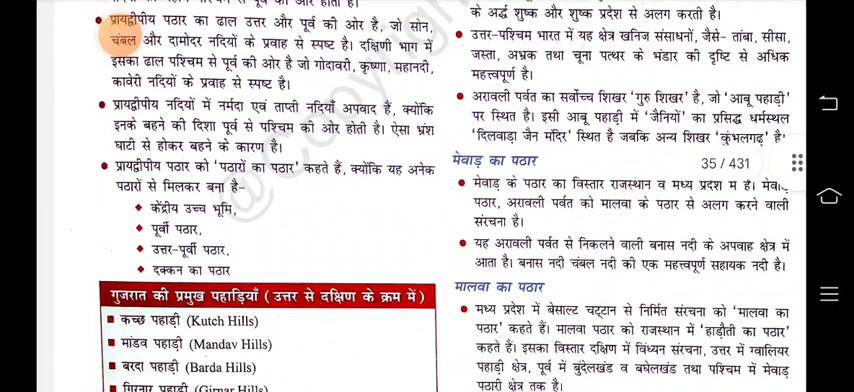 प्रायद्वीपीय पठार का ढाल उत्तर और पूर्व की ओर है, जो सोन,
चंबल और दामोदर नदियों के प्रवाह से स्पष्ट है। दक्षिणी भाग में
इसका ढाल पश्चिम से पूर्व की ओर है जो गोदावरी, कृष्णा, महानदी,
कावेरी नदियों के प्रवाह से स्पष्ट है।
प्रायद्वीपीय नदियों में नर्मदा एवं ताप्ती नदियाँ अपवाद हैं, क्योंकि
इनके बहने की दिशा पूर्व से पश्चिम की ओर होती है। ऐसा भ्रंश
घाटी से होकर बहने के कारण है।
प्रायद्वीपीय पठार को 'पठारों का पठार' कहते हैं, क्योंकि यह अनेक
पठारों से मिलकर बना है-
केंद्रीय उच्च भूमि,
पूर्वी पठार,
उत्तर-पूर्वी पठार,
दक्कन का पठार
गुजरात की प्रमुख पहाड़ियाँ (उत्तर से दक्षिण के क्रम में)
कच्छ पहाड़ी (Kutch Hills)
मांडव पहाड़ी (Mandav Hills)
बरदा पहाड़ी (Barda Hills)
गिरनार पहाड़ी (Girnar Hills)
के अर्द्ध शुष्क और शुष्क प्रदेश से अलग करती है।
उत्तर-पश्चिम भारत में यह क्षेत्र खनिज संसाधनों, जैसे- तांबा, सीसा,
जस्ता, अभ्रक तथा चूना पत्थर के भंडार की दृष्टि से अधिक
महत्त्वपूर्ण है।
अरावली पर्वत का सर्वोच्च शिखर 'गुरु शिखर' है, जो 'आबू पहाड़ी'
पर स्थित है। इसी आबू पहाड़ी में 'जैनियों' का प्रसिद्ध धर्मस्थल
'दिलवाड़ा जैन मंदिर' स्थित है जबकि अन्य शिखर 'कुंभलगढ़' है
35 / 431
मेवाड़ का पठार
मेवाड़ के पठार का विस्तार राजस्थान व मध्य प्रदेश म है। मेवा
पठार, अरावली पर्वत को मालवा के पठार से अलग करने वाली
संरचना है।
यह अरावली पर्वत से निकलने वाली बनास नदी के अपवाह क्षेत्र में
आता है। बनास नदी चंबल नदी की एक महत्त्वपूर्ण सहायक नदी है।
मालवा का पठार
मध्य प्रदेश में बेसाल्ट चट्टान से निर्मित संरचना को 'मालवा का
पठार' कहते हैं। मालवा पठार को राजस्थान में 'हाड़ौती का पठार'
कहते हैं। इसका विस्तार दक्षिण में विंध्यन संरचना, उत्तर में ग्वालियर
पहाड़ी क्षेत्र, पूर्व में बुंदेलखंड व बघेलखंड तथा पश्चिम में मेवाड़
पठारी क्षेत्र तक है।